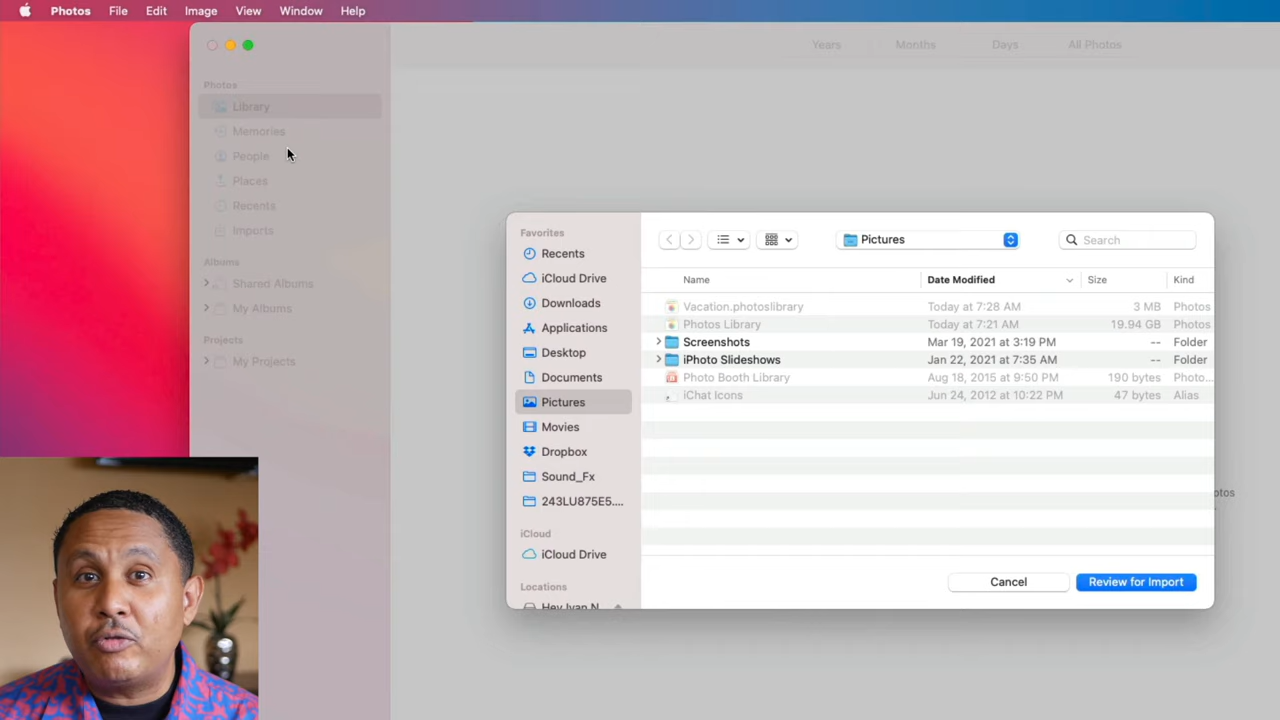 Photos File Edit Image View Window Help
Years Months Days All Photos
Photos
Library
Memories
People
Places
Recents
Imports
Albums
Shared Albums
My Albums
Projects
My Projects
Favorites
Recents
iCloud Drive
Downloads
Applications
Desktop
Documents
Pictures
Movies
Dropbox
Sound_Fx
243LU875E5....
iCloud
iCloud Drive
Locations
Hey Ivan N
Pictures
Search
Name Date Modified Size Kind
Vacation.photoslibrary Today at 7:28 AM 3 MB Photos
Photos Library Today at 7:21 AM 19.94 GB Photos
Screenshots Mar 19, 2021 at 3:19 PM -- Folder
iPhoto Slideshows Jan 22, 2021 at 7:35 AM -- Folder
Photo Booth Library Aug 18, 2015 at 9:50 PM 190 bytes Photo...
iChat Icons Jun 24, 2012 at 10:22 PM 47 bytes Alias
Cancel Review for Import